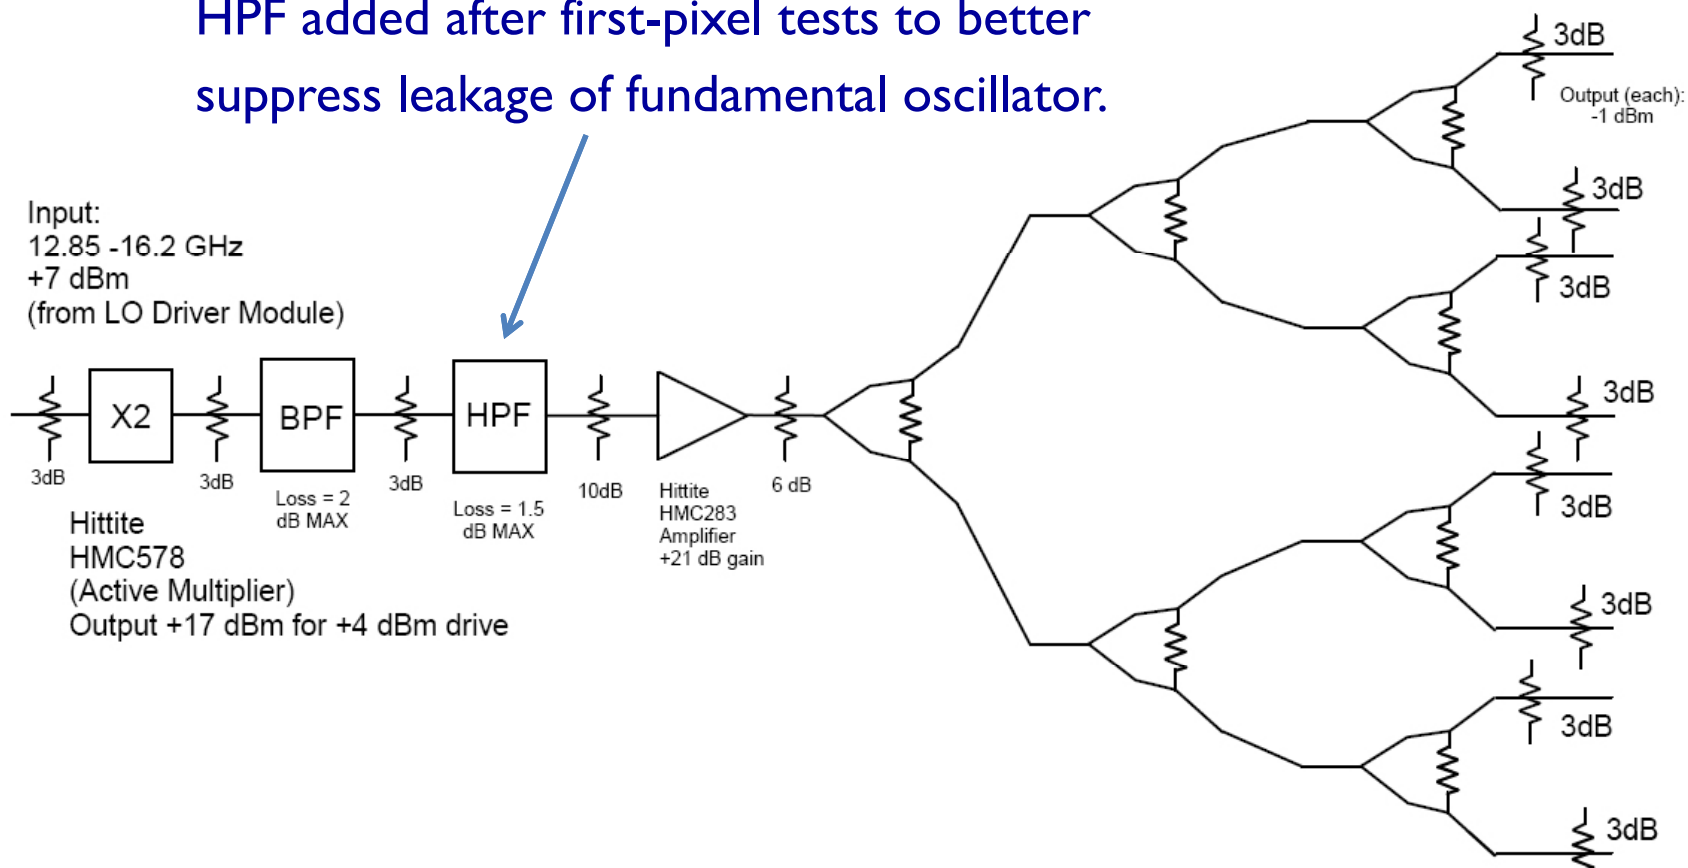 HPF added after first-pixel tests to better
suppress leakage of fundamental oscillator.
Input:
12.85 -16.2 GHz
+7 dBm
(from LO Driver Module)
3dB
X2
3dB
BPF
Loss = 2
dB MAX
3dB
HPF
Loss = 1.5
dB MAX
10dB
Hittite
HMC283
Amplifier
+21 dB gain
6 dB
Hittite
HMC578
(Active Multiplier)
Output +17 dBm for +4 dBm drive
3dB
Output (each):
-1 dBm
3dB
3dB
3dB
3dB
3dB
3dB
3dB